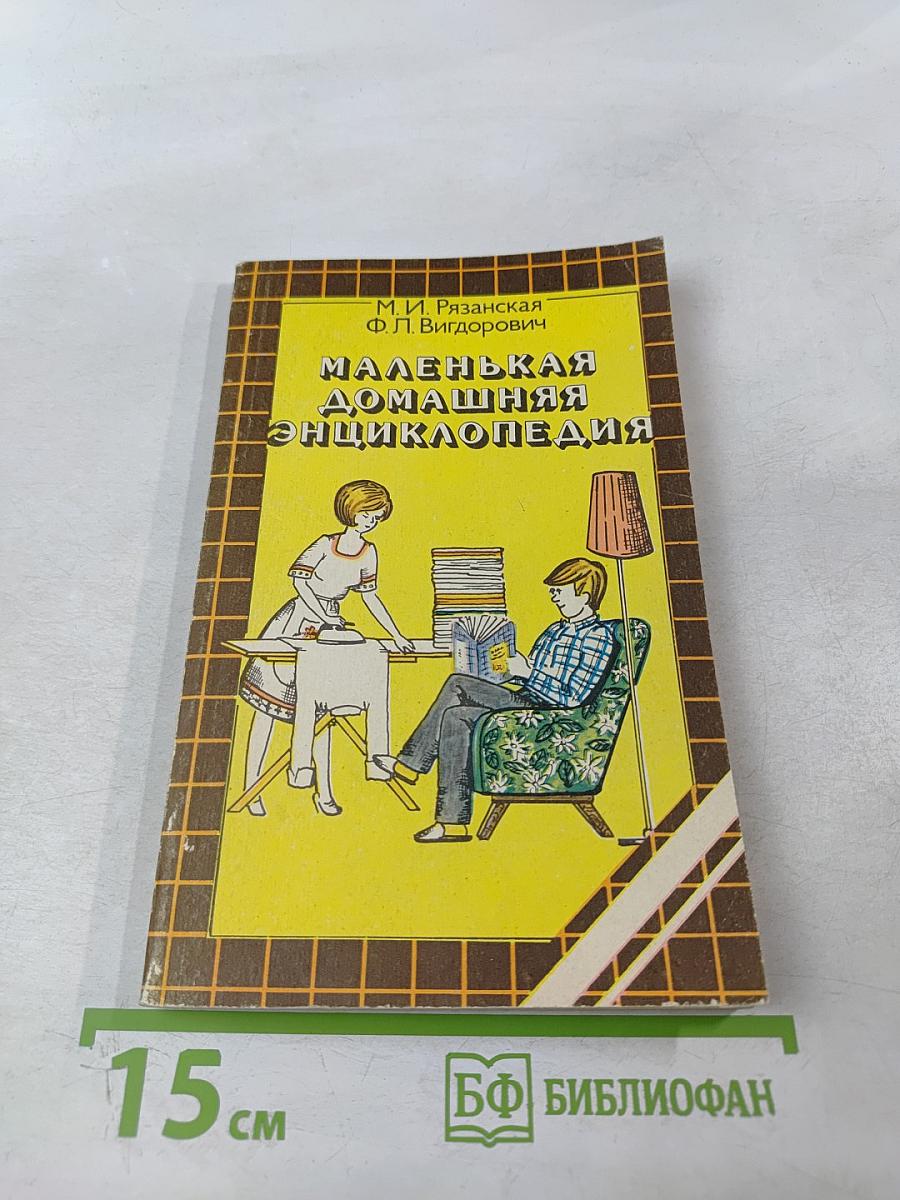 М. И. Рязанская
Ф. Л. Вигдорович
МАЛЕНЬКАЯ
ДОМАШНЯЯ
ЭНЦИКЛОПЕДИЯ
15 см
БФ БИБЛИОФАН